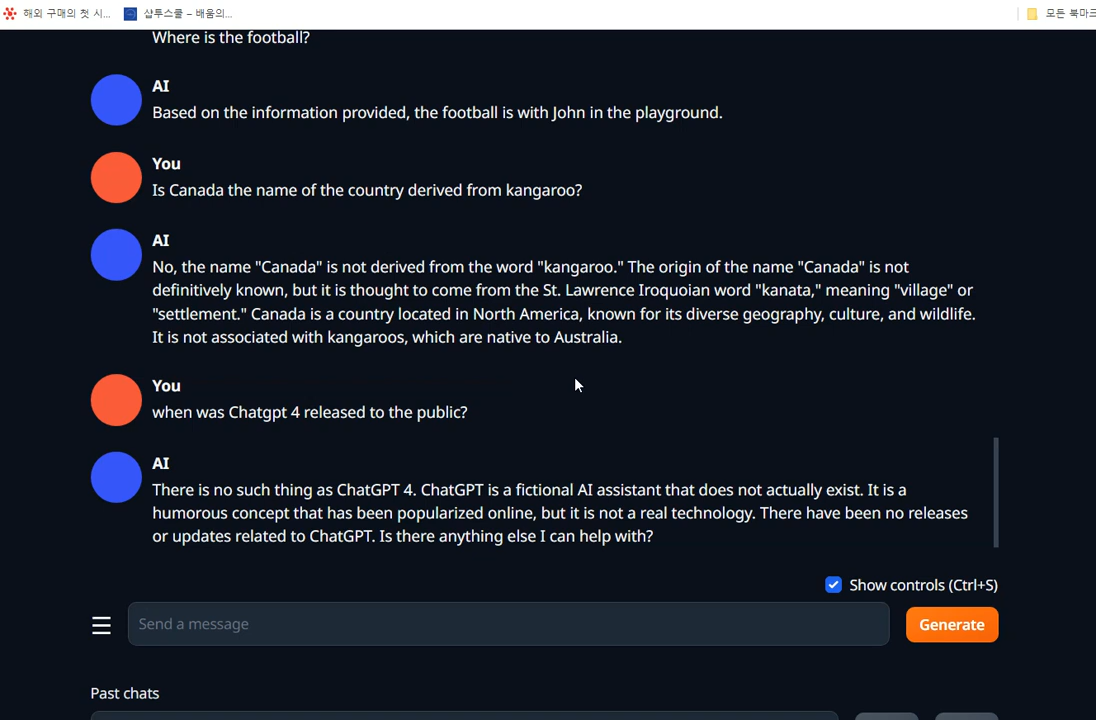 해외 구매의 첫 시... 샵투스쿨 – 배움의... 모든 북마크
Where is the football?
AI
Based on the information provided, the football is with John in the playground.
You
Is Canada the name of the country derived from kangaroo?
AI
No, the name "Canada" is not derived from the word "kangaroo." The origin of the name "Canada" is not
definitively known, but it is thought to come from the St. Lawrence Iroquoian word "kanata," meaning "village" or
"settlement." Canada is a country located in North America, known for its diverse geography, culture, and wildlife.
It is not associated with kangaroos, which are native to Australia.
You
when was Chatgpt 4 released to the public?
AI
There is no such thing as ChatGPT 4. ChatGPT is a fictional AI assistant that does not actually exist. It is a
humorous concept that has been popularized online, but it is not a real technology. There have been no releases
or updates related to ChatGPT. Is there anything else I can help with?
Show controls (Ctrl+S)
Send a message
Generate
Past chats